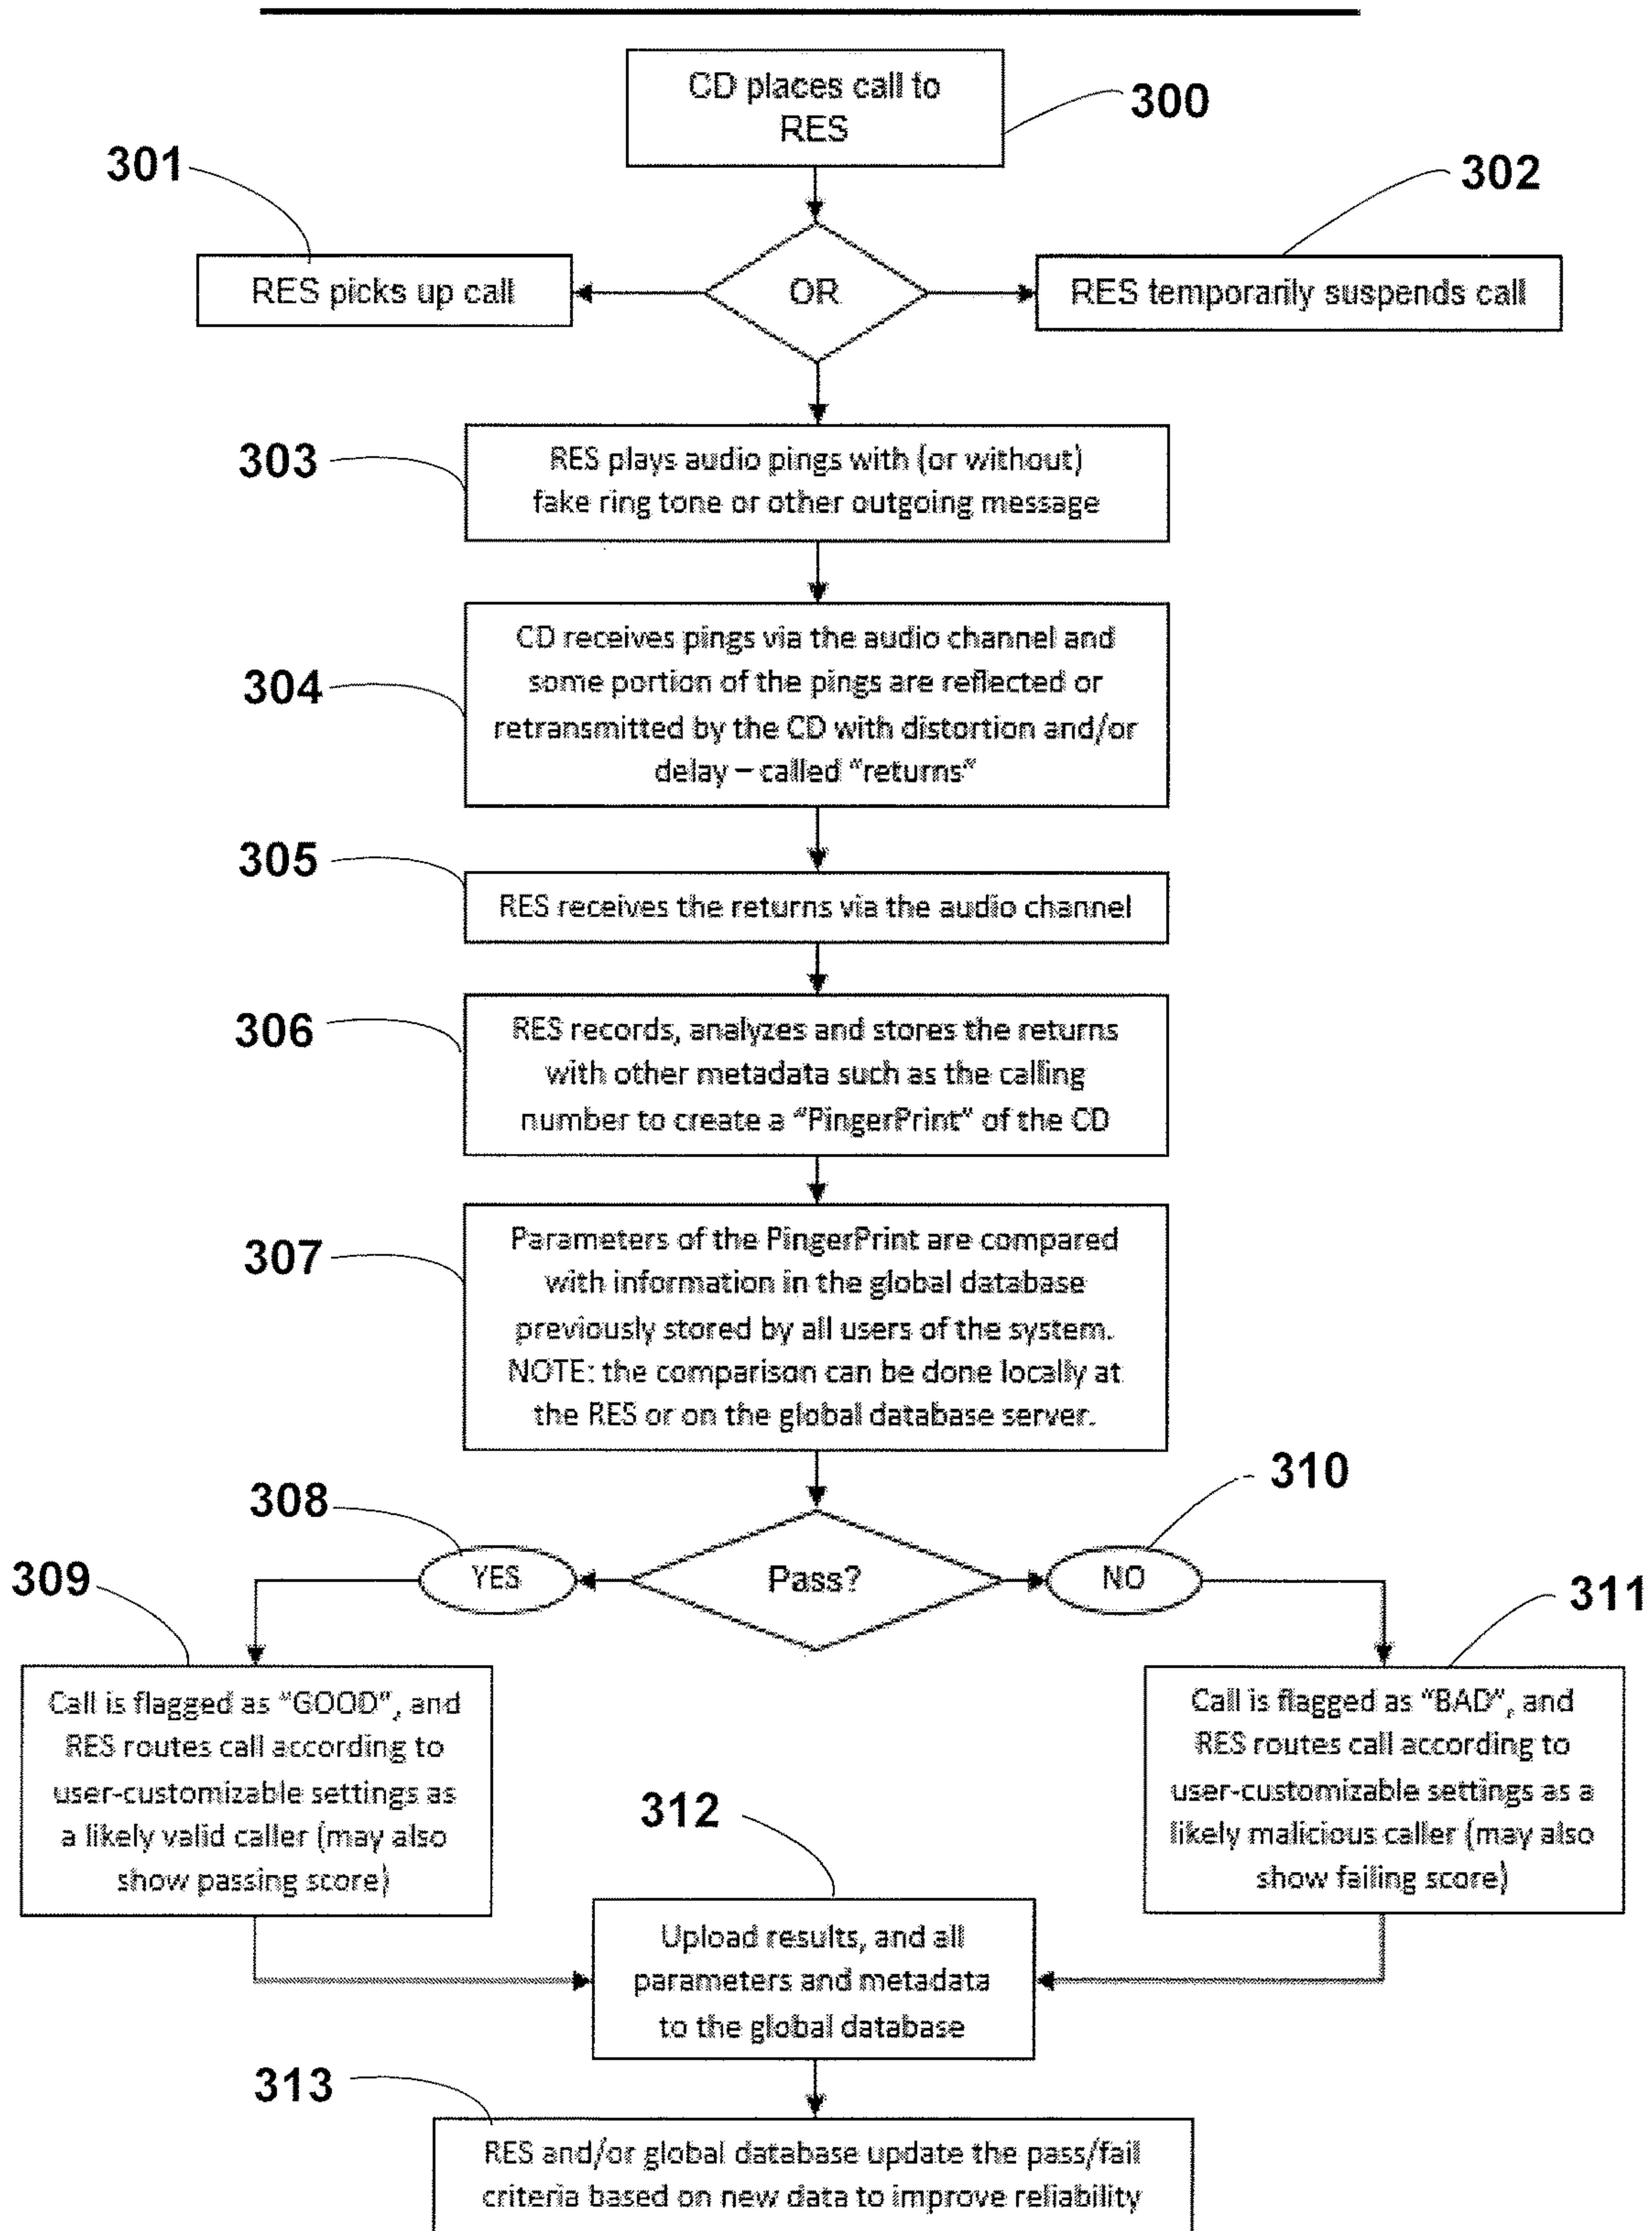 CD places call to
RES
300
301
302
RES picks up call
OR
RES temporarily suspends call
303
RES plays audio pings with (or without)
fake ring tone or other outgoing message
304
CD receives pings via the audio channel and
some portion of the pings are reflected or
retransmitted by the CD with distortion and/or
delay – called "returns"
305
RES receives the returns via the audio channel
306
RES records, analyzes and stores the returns
with other metadata such as the calling
number to create a "PingerPrint" of the CD
307
Parameters of the PingerPrint are compared
with information in the global database
previously stored by all users of the system.
NOTE: the comparison can be done locally at
the RES or on the global database server.
308
310
YES
Pass?
NO
309
311
Call is flagged as "GOOD", and
RES routes call according to
user-customizable settings as
a likely valid caller (may also
show passing score)
Call is flagged as "BAD", and
RES routes call according to
user-customizable settings as a
likely malicious caller (may also
show failing score)
312
Upload results, and all
parameters and metadata
to the global database
313
RES and/or global database update the pass/fail
criteria based on new data to improve reliability